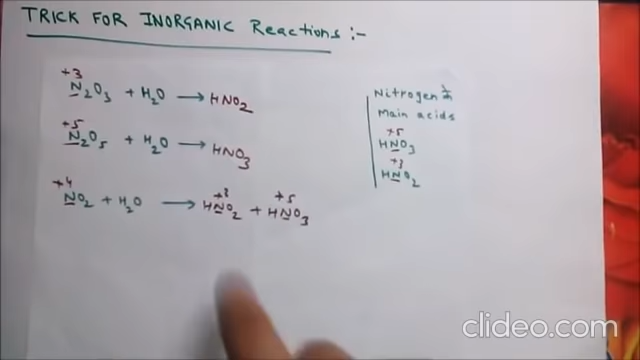 TRICK FOR INORGANIC Reactions :-
+3
N2O3 + H2O → HNO2
+5
N2O5 + H2O → HNO3
+4 +3 +5
NO2 + H2O → HNO2 + HNO3
Nitrogen
Main acids
+5
HNO3
+3
HNO2
clideo.com